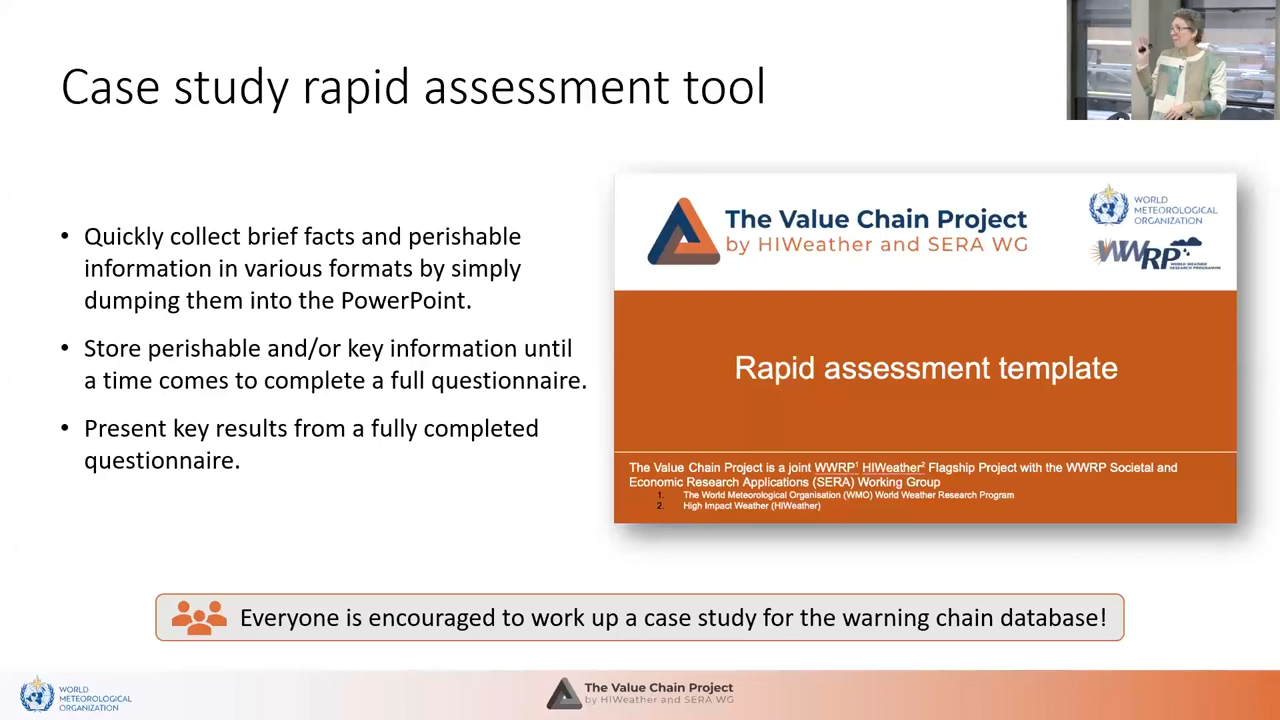 Case study rapid assessment tool
• Quickly collect brief facts and perishable
information in various formats by simply
dumping them into the PowerPoint.
• Store perishable and/or key information until
a time comes to complete a full questionnaire.
• Present key results from a fully completed
questionnaire.
The Value Chain Project
by HIWeather and SERA WG
WORLD
METEOROLOGICAL
ORGANIZATION
WWRP
WORLD WEATHER
RESEARCH PROGRAMME
Rapid assessment template
The Value Chain Project is a joint WWRP¹ HIWeather² Flagship Project with the WWRP Societal and
Economic Research Applications (SERA) Working Group
1. The World Meteorological Organisation (WMO) World Weather Research Program
2. High Impact Weather (HIWeather)
Everyone is encouraged to work up a case study for the warning chain database!
WORLD
METEOROLOGICAL
ORGANIZATION
The Value Chain Project
by HIWeather and SERA WG